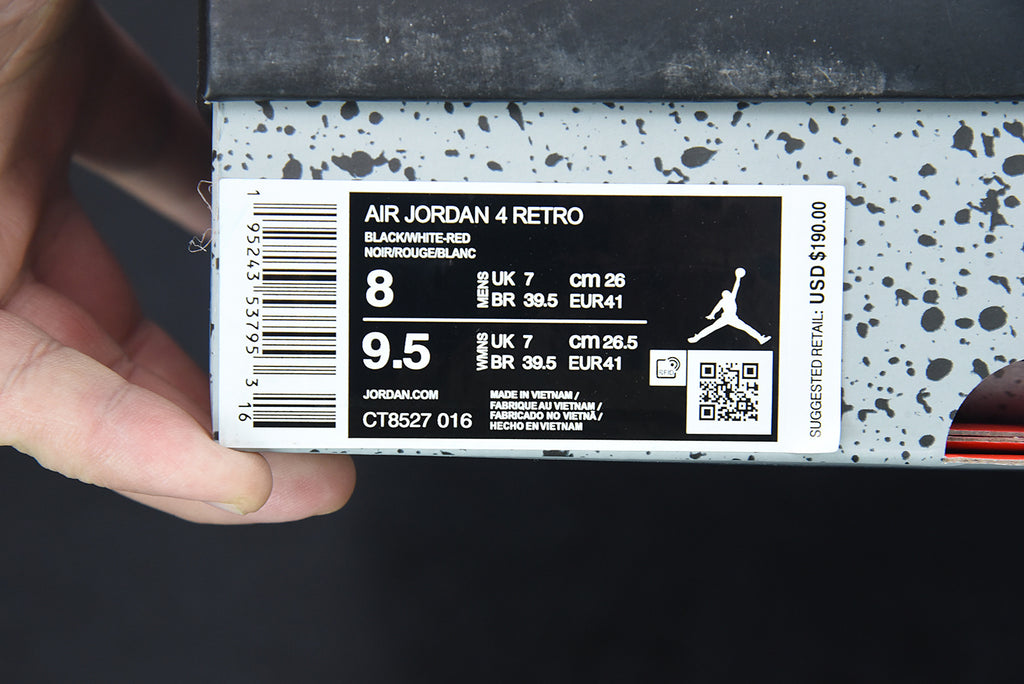 AIR JORDAN 4 RETRO
BLACK/WHITE-RED
NOIR/ROUGE/BLANC
8 MENS UK 7 cm 26
BR 39.5 EUR41
9.5 WMNS UK 7 cm 26.5
BR 39.5 EUR41
RFID
JORDAN.COM
CT8527 016
MADE IN VIETNAM /
FABRIQUE AU VIETNAM /
FABRICADO NO VIETNÃ /
HECHO EN VIETNAM
1 95243 53795 3 16
SUGGESTED RETAIL: USD $190.00